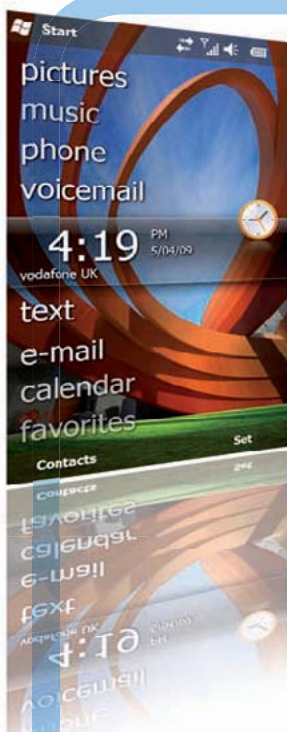 Start
pictures
music
phone
voicemail
4:19 PM
5/04/09
vodafone UK
text
e-mail
calendar
favorites
Contacts Set